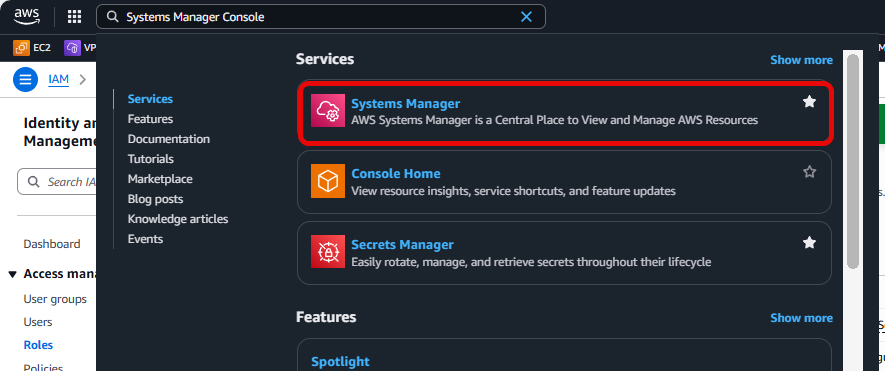 aws
Systems Manager Console
EC2
VP
IAM
Identity an
Manageme
Search IA
Dashboard
Access mana
User groups
Users
Roles
Policies
Services
Features
Documentation
Tutorials
Marketplace
Blog posts
Knowledge articles
Events
Services
Show more
Systems Manager
AWS Systems Manager is a Central Place to View and Manage AWS Resources
Console Home
View resource insights, service shortcuts, and feature updates
Secrets Manager
Easily rotate, manage, and retrieve secrets throughout their lifecycle
Features
Show more
Spotlight